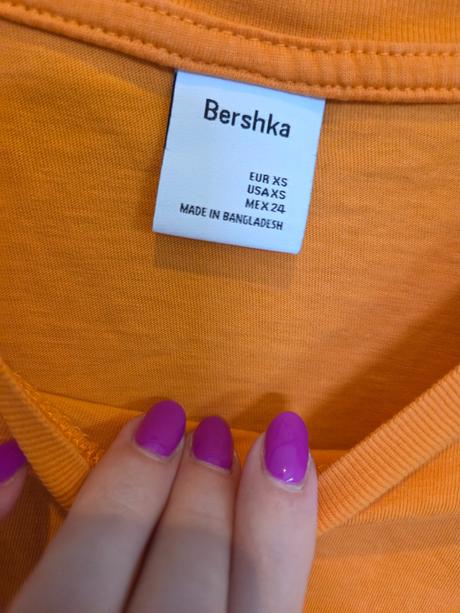 Bershka
EUR XS
USA XS
MEX 24
MADE IN BANGLADESH